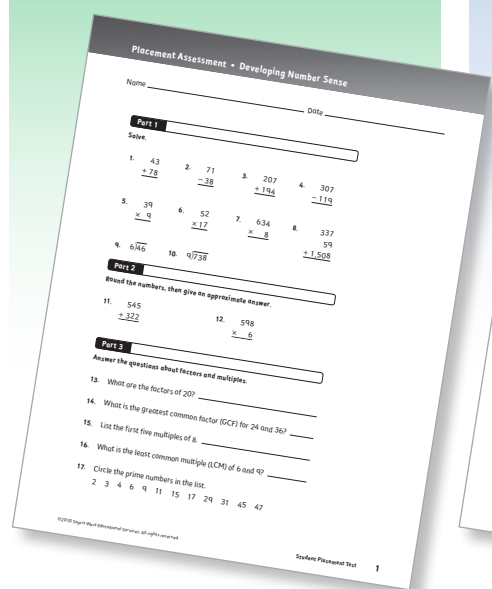 Placement Assessment • Developing Number Sense
Name Date
Part 1
Solve.
1. 43 + 78 2. 71 − 38 3. 207 + 194 4. 307 − 119
5. 39 × 9 6. 52 × 17 7. 634 × 8 8. 337 59 + 1,508
9. 6)46 10. 9)738
Part 2
Round the numbers, then give an approximate answer.
11. 545 + 322 12. 598 × 6
Part 3
Answer the questions about factors and multiples.
13. What are the factors of 20?
14. What is the greatest common factor (GCF) for 24 and 36?
15. List the first five multiples of 8.
16. What is the least common multiple (LCM) of 6 and 9?
17. Circle the prime numbers in the list.
2 3 4 6 9 11 15 17 29 31 45 47
Educational Services. All rights reserved.
Student Placement Test 1